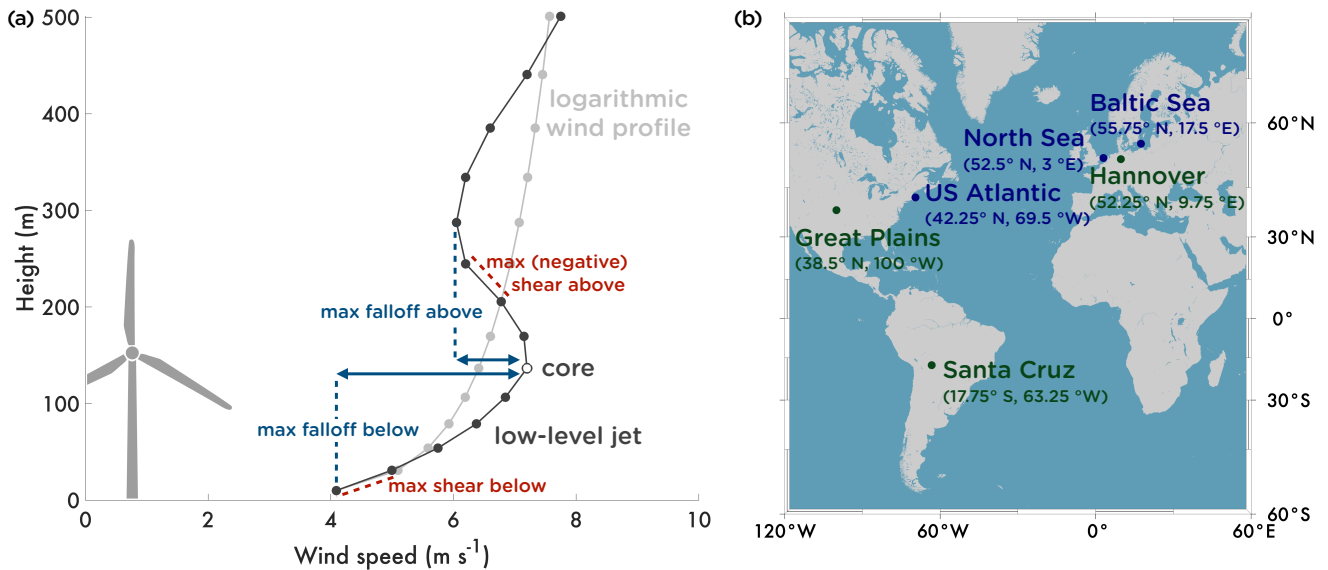 (a)
500
400
300
200
100
0
Height (m)
0
2
4
6
8
10
Wind speed (m s⁻¹)
logarithmic
wind profile
max (negative)
shear above
max falloff above
core
max falloff below
low-level jet
max shear below
(b)
Baltic Sea
(55.75° N, 17.5 °E)
North Sea
(52.5° N, 3 °E)
Hannover
(52.25° N, 9.75 °E)
US Atlantic
(42.25° N, 69.5 °W)
Great Plains
(38.5° N, 100 °W)
Santa Cruz
(17.75° S, 63.25 °W)
60°N
30°N
0°
30°S
60°S
120°W
60°W
0°
60°E